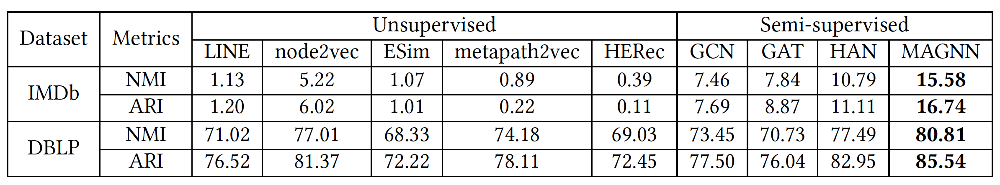 Dataset Metrics Unsupervised Semi-supervised
LINE node2vec ESim metapath2vec HERec GCN GAT HAN MAGNN
IMDb NMI 1.13 5.22 1.07 0.89 0.39 7.46 7.84 10.79 15.58
ARI 1.20 6.02 1.01 0.22 0.11 7.69 8.87 11.11 16.74
DBLP NMI 71.02 77.01 68.33 74.18 69.03 73.45 70.73 77.49 80.81
ARI 76.52 81.37 72.22 78.11 72.45 77.50 76.04 82.95 85.54